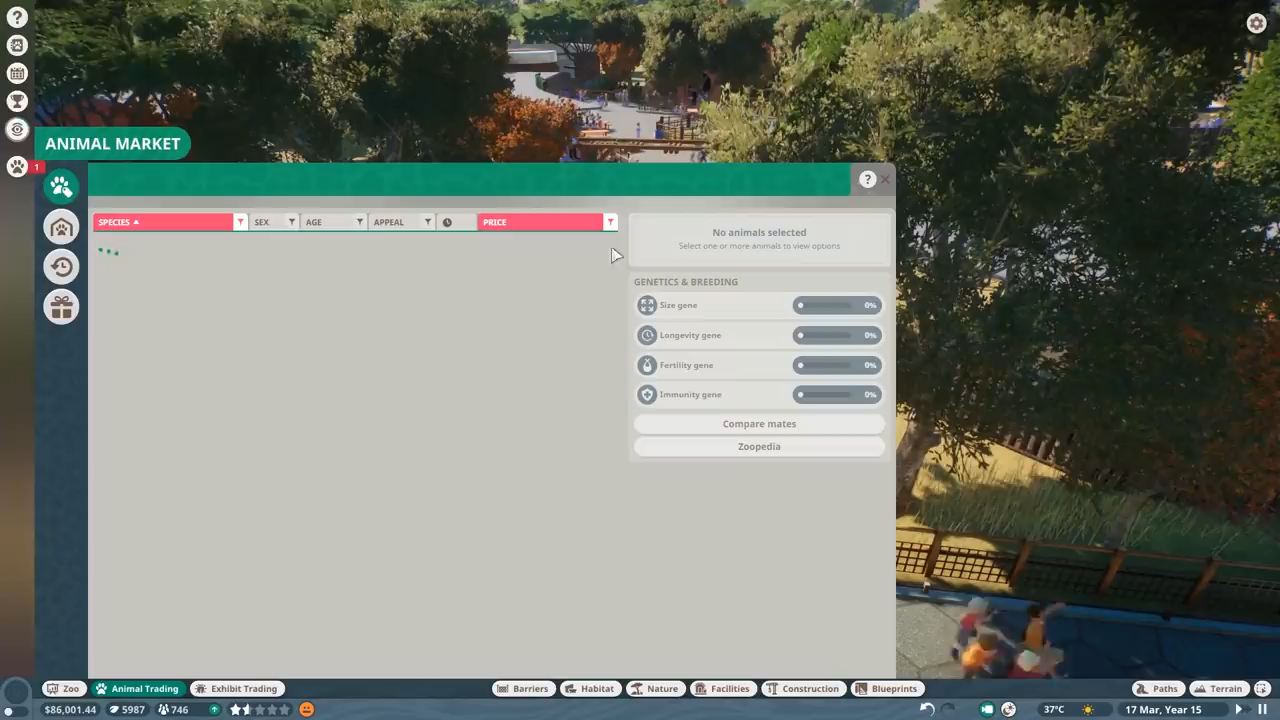 ANIMAL MARKET
1
SPECIES SEX AGE APPEAL PRICE
No animals selected
Select one or more animals to view options
GENETICS & BREEDING
Size gene 0%
Longevity gene 0%
Fertility gene 0%
Immunity gene 0%
Compare mates
Zoopedia
Zoo Animal Trading Exhibit Trading Barriers Habitat Nature Facilities Construction Blueprints Paths Terrain
$86,001.44 5987 746 37°C 17 Mar, Year 15